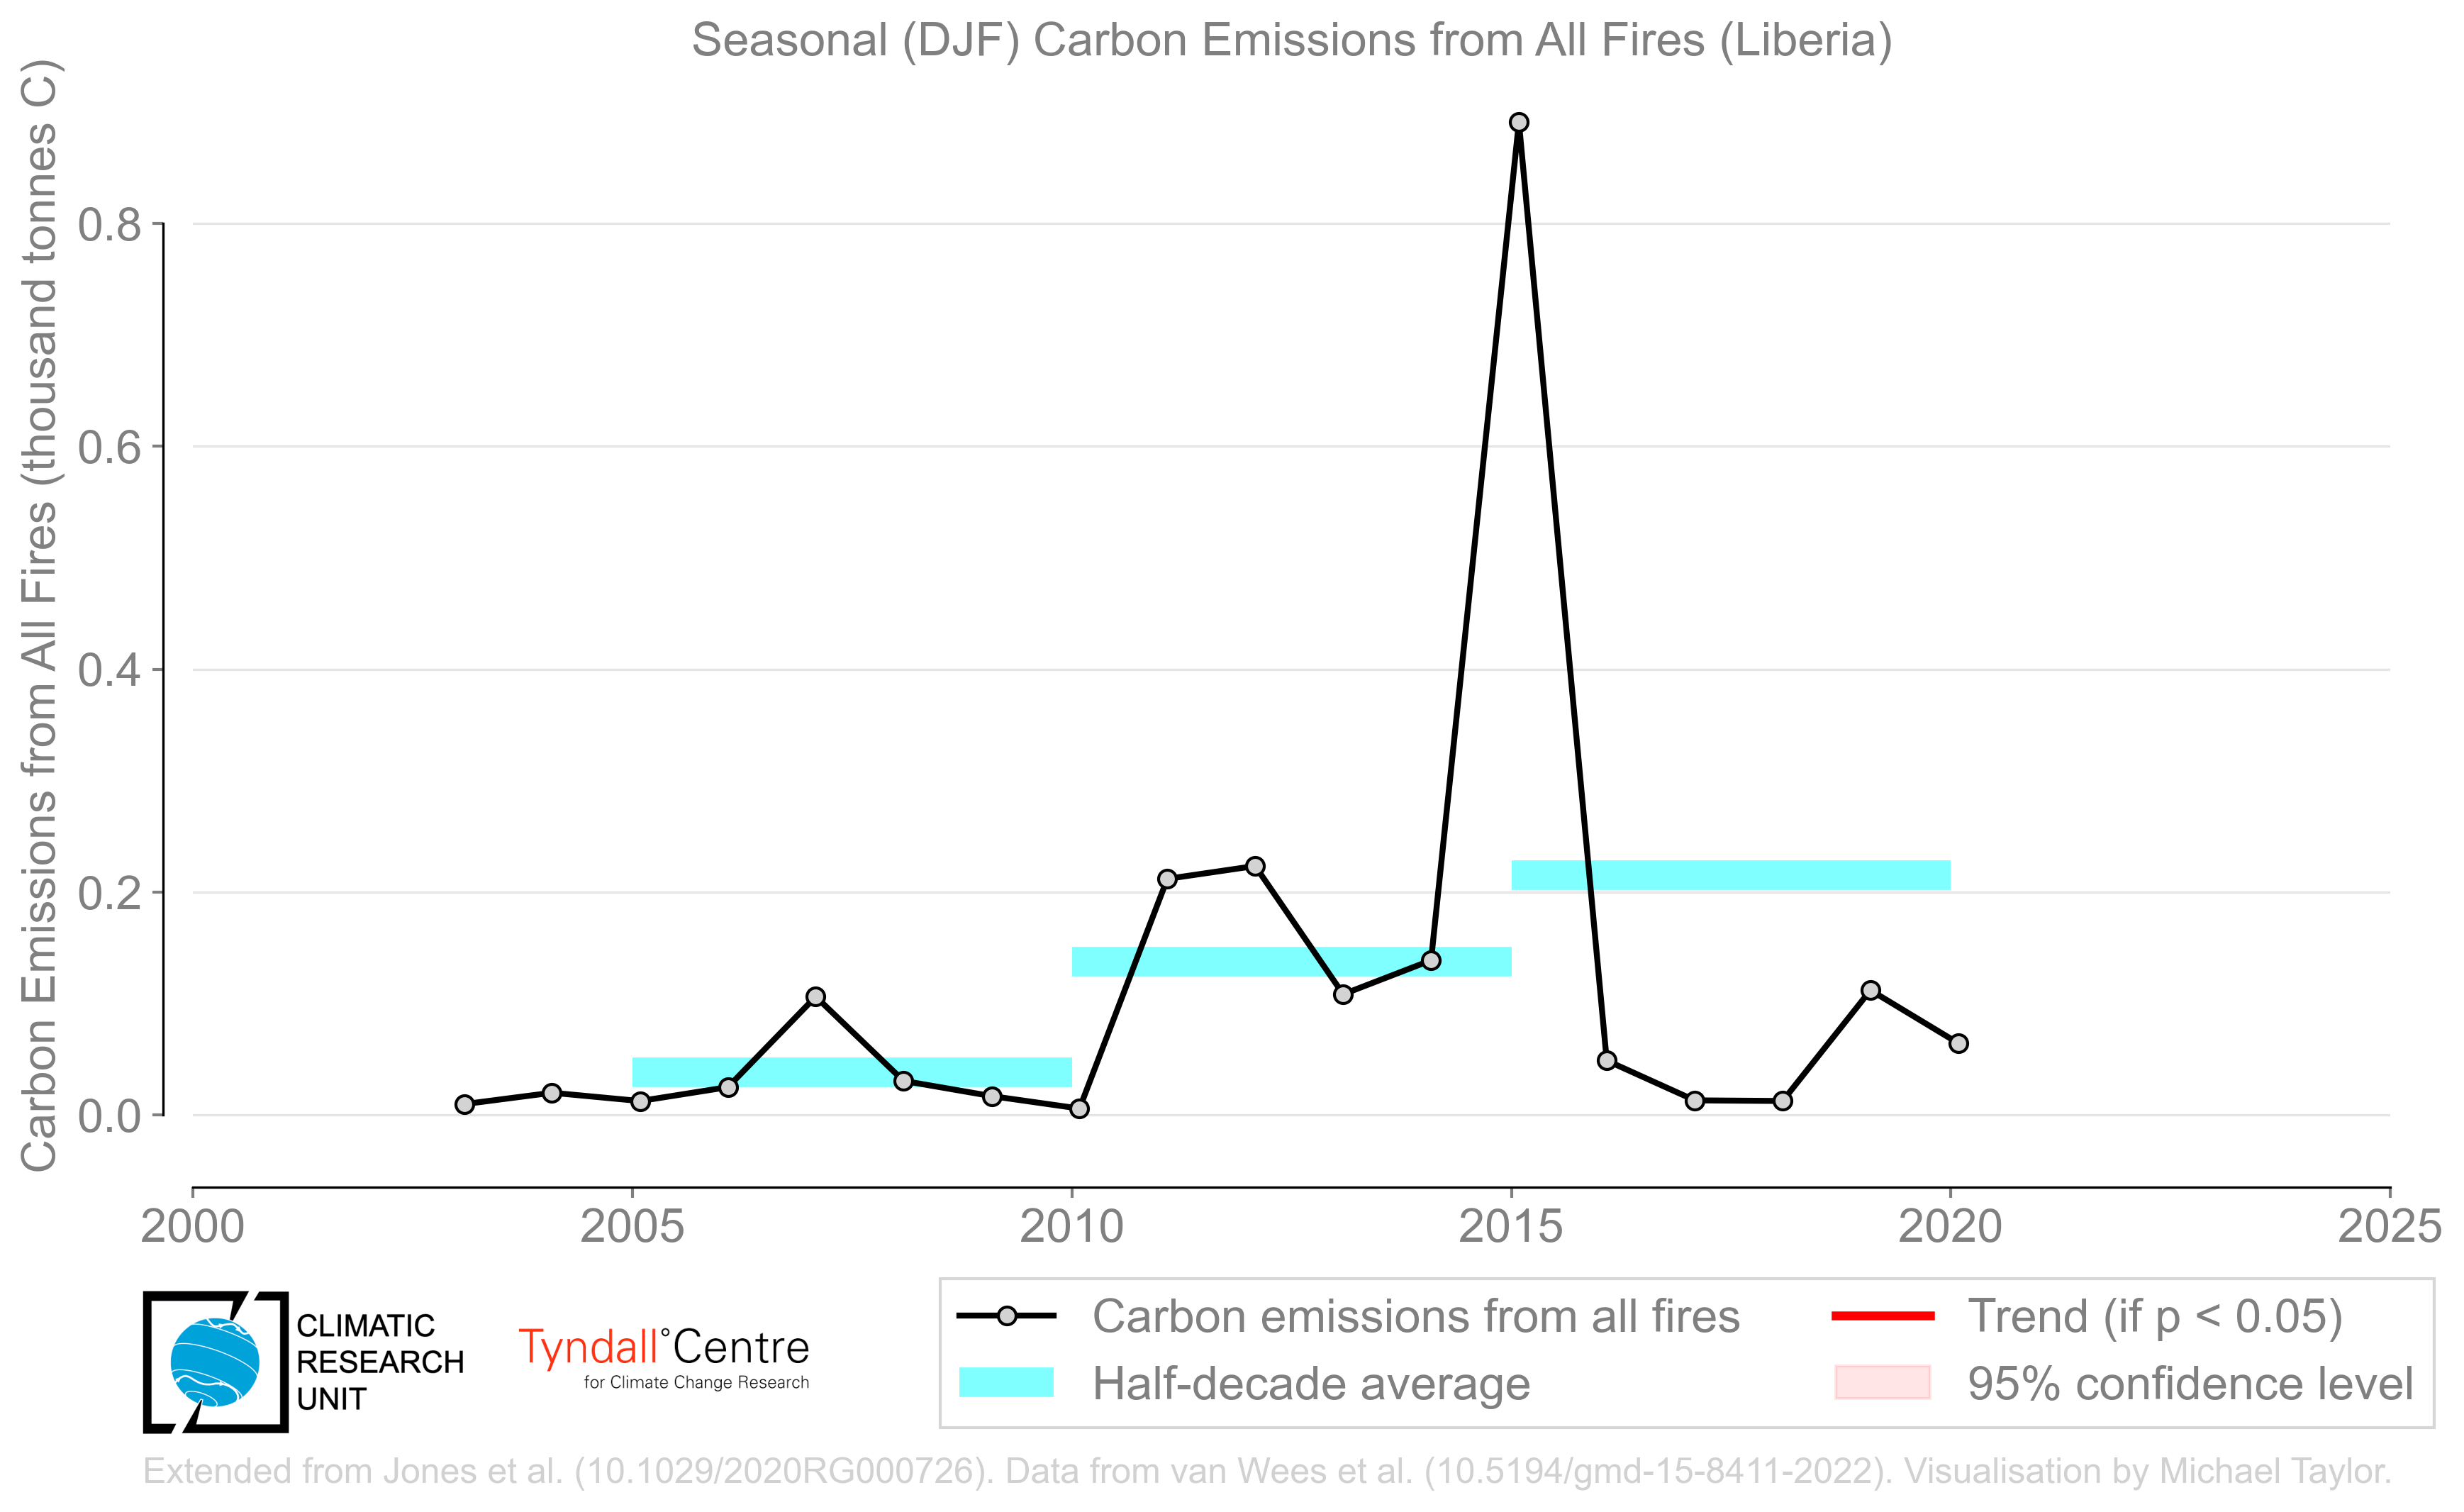 Seasonal (DJF) Carbon Emissions from All Fires (Liberia)
Carbon Emissions from All Fires (thousand tonnes C)
0.8
0.6
0.4
0.2
0.0
2000 2005 2010 2015 2020 2025
CLIMATIC
RESEARCH
UNIT
Tyndall°Centre
for Climate Change Research
Carbon emissions from all fires
Half-decade average
Trend (if p < 0.05)
95% confidence level
Extended from Jones et al. (10.1029/2020RG000726). Data from van Wees et al. (10.5194/gmd-15-8411-2022). Visualisation by Michael Taylor.